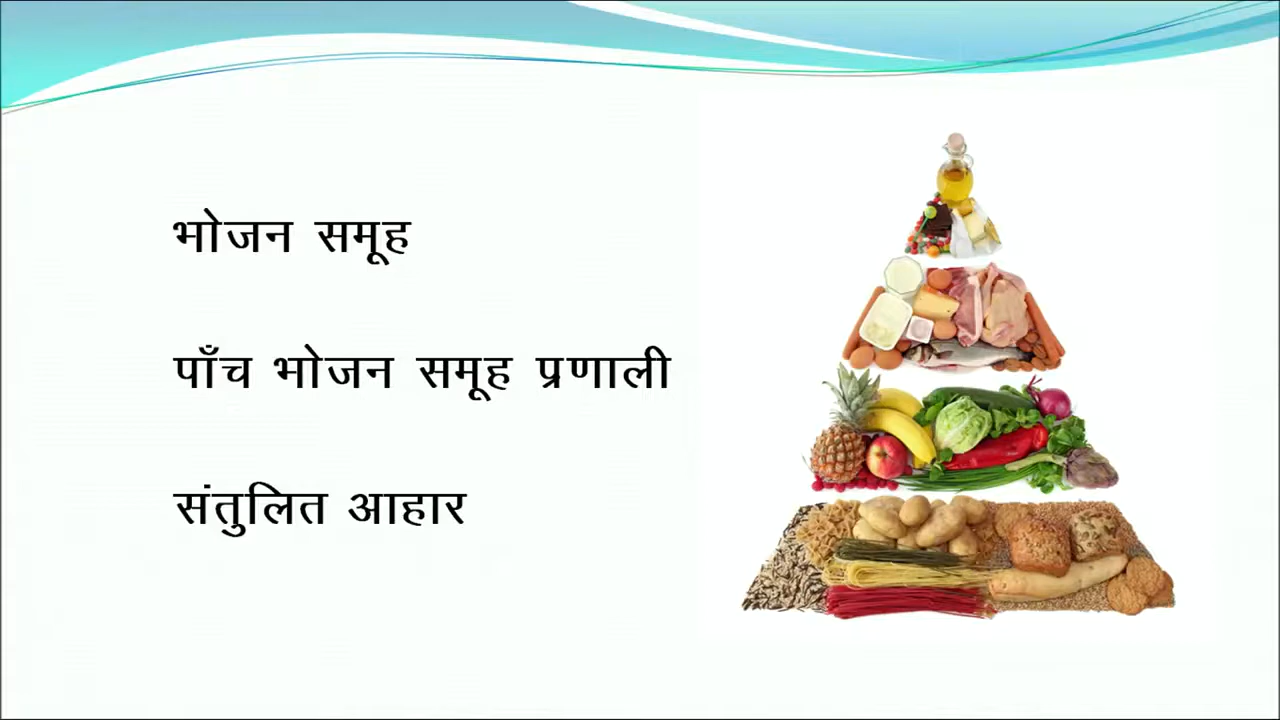 भोजन समूह
पाँच भोजन समूह प्रणाली
संतुलित आहार